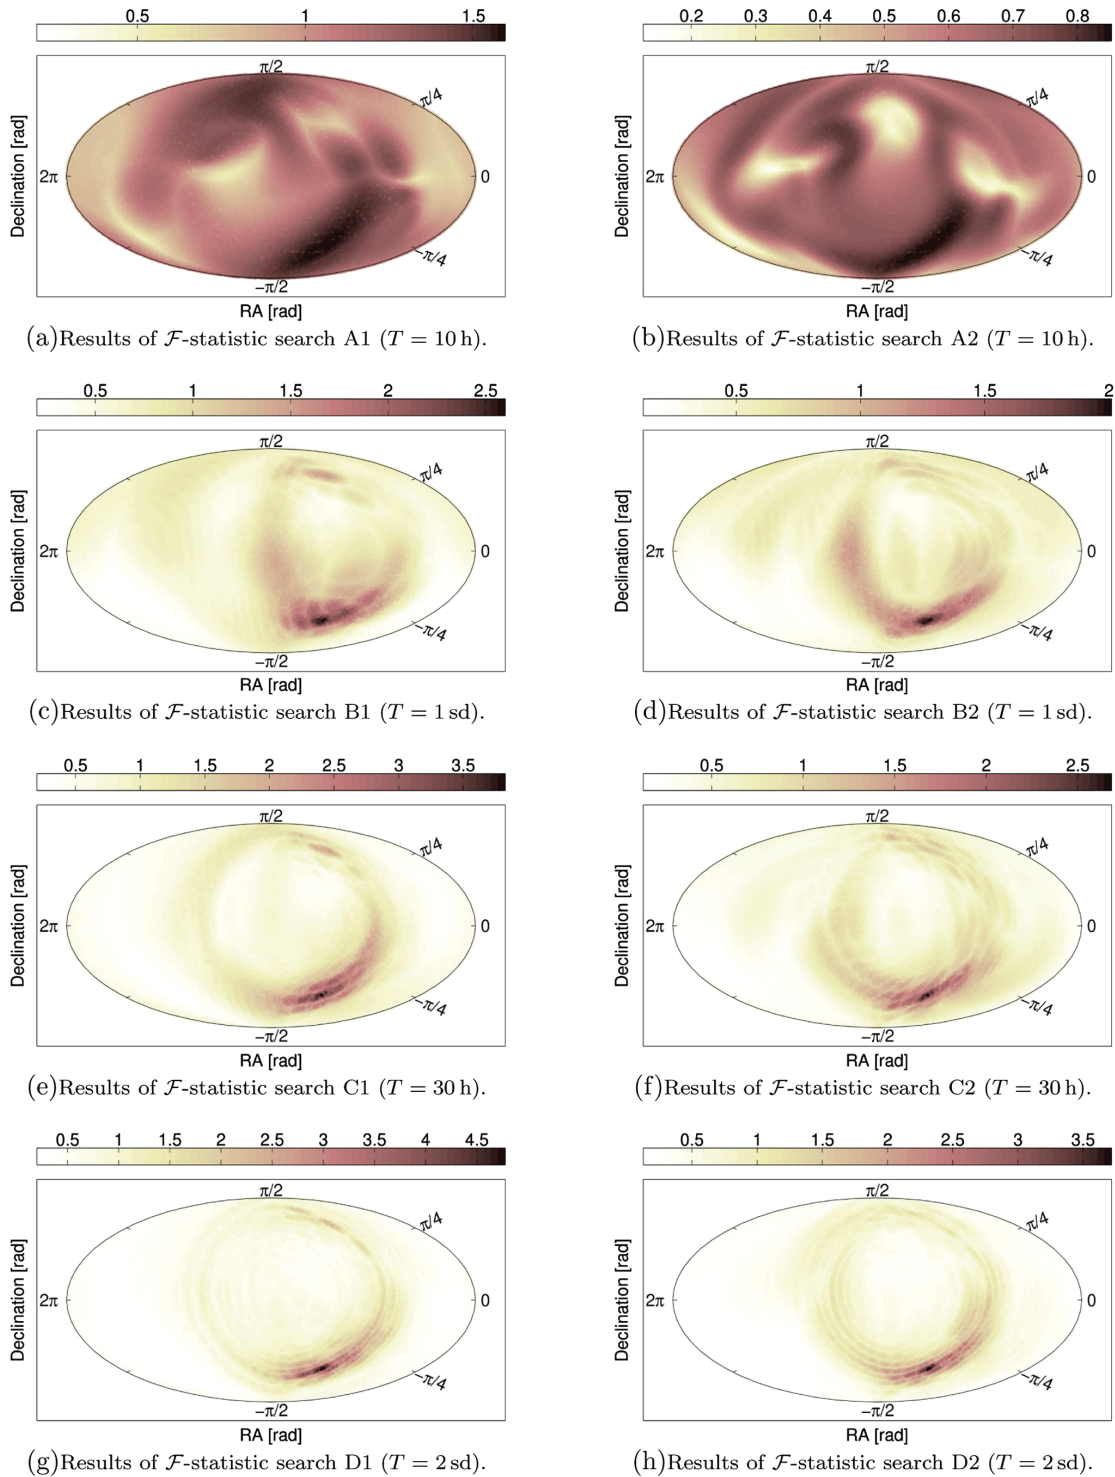 0.5 1 1.5
π/2
π/4
Declination [rad]
2π
0
−π/4
−π/2
RA [rad]
(a)Results of ℱ-statistic search A1 (T = 10 h).
0.2 0.3 0.4 0.5 0.6 0.7 0.8
π/2
π/4
Declination [rad]
2π
0
−π/4
−π/2
RA [rad]
(b)Results of ℱ-statistic search A2 (T = 10 h).
0.5 1 1.5 2 2.5
π/2
π/4
Declination [rad]
2π
0
−π/4
−π/2
RA [rad]
(c)Results of ℱ-statistic search B1 (T = 1 sd).
0.5 1 1.5 2
π/2
π/4
Declination [rad]
2π
0
−π/4
−π/2
RA [rad]
(d)Results of ℱ-statistic search B2 (T = 1 sd).
0.5 1 1.5 2 2.5 3 3.5
π/2
π/4
Declination [rad]
2π
0
−π/4
−π/2
RA [rad]
(e)Results of ℱ-statistic search C1 (T = 30 h).
0.5 1 1.5 2 2.5
π/2
π/4
Declination [rad]
2π
0
−π/4
−π/2
RA [rad]
(f)Results of ℱ-statistic search C2 (T = 30 h).
0.5 1 1.5 2 2.5 3 3.5 4 4.5
π/2
π/4
Declination [rad]
2π
0
−π/4
−π/2
RA [rad]
(g)Results of ℱ-statistic search D1 (T = 2 sd).
0.5 1 1.5 2 2.5 3 3.5
π/2
π/4
Declination [rad]
2π
0
−π/4
−π/2
RA [rad]
(h)Results of ℱ-statistic search D2 (T = 2 sd).